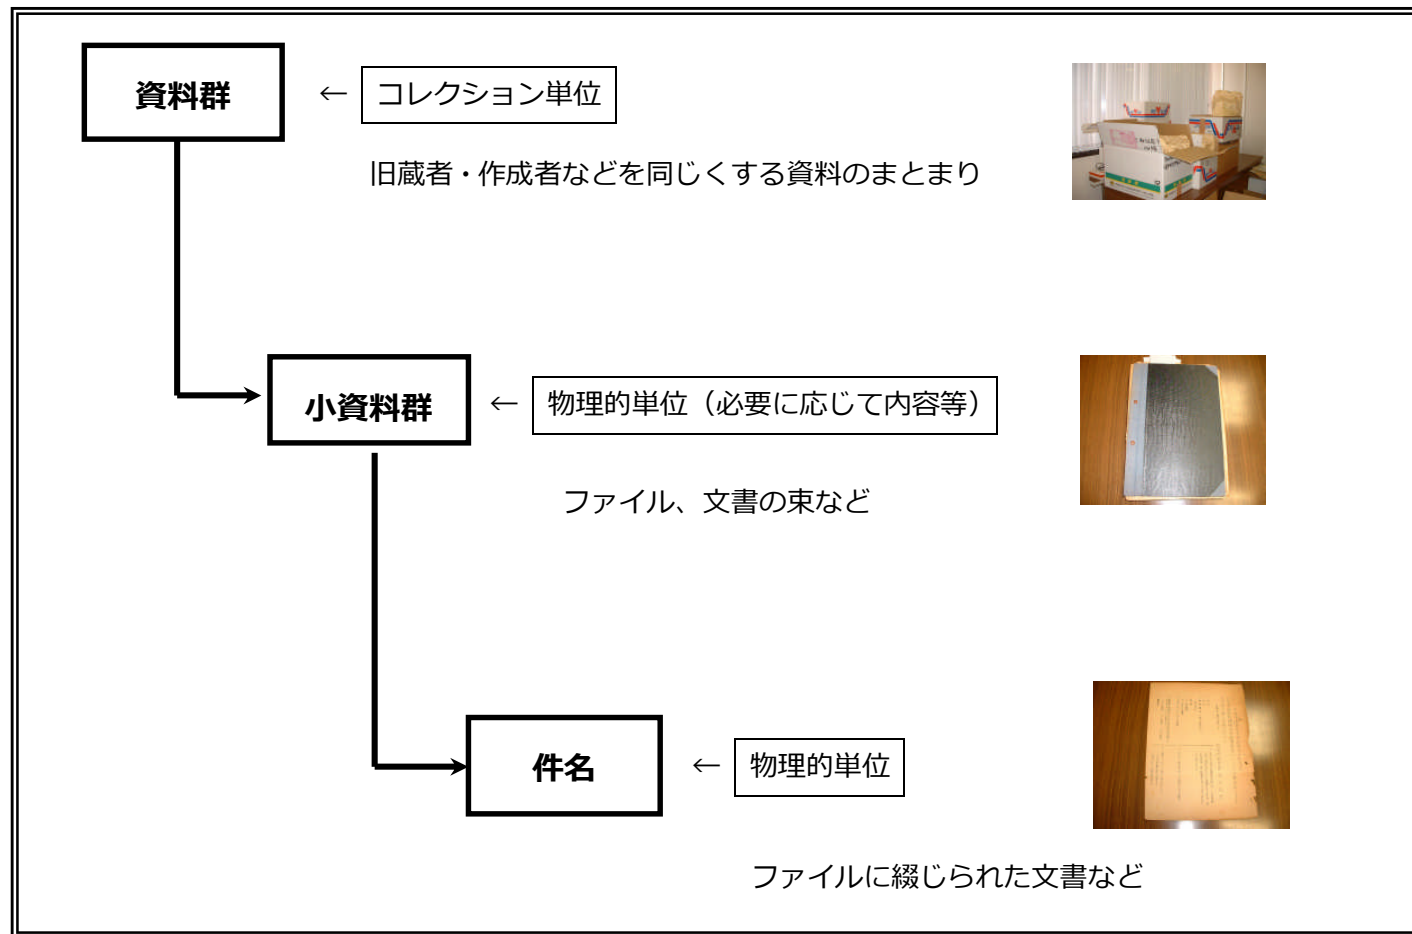 資料群
← コレクション単位
旧蔵者・作成者などを同じくする資料のまとまり
小資料群
← 物理的単位（必要に応じて内容等）
ファイル、文書の束など
件名
← 物理的単位
ファイルに綴じられた文書など